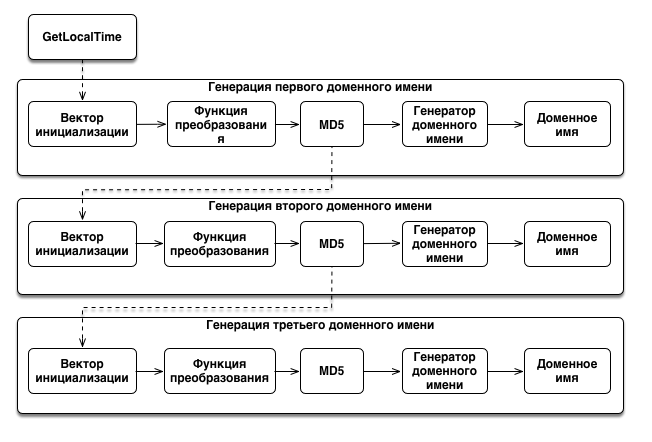 GetLocalTime
Генерация первого доменного имени
Вектор
инициализации
Функция
преобразовани
я
MD5
Генератор
доменного
имени
Доменное
имя
Генерация второго доменного имени
Вектор
инициализации
Функция
преобразования
MD5
Генератор
доменного
имени
Доменное
имя
Генерация третьего доменного имени
Вектор
инициализации
Функция
преобразования
MD5
Генератор
доменного
имени
Доменное
имя